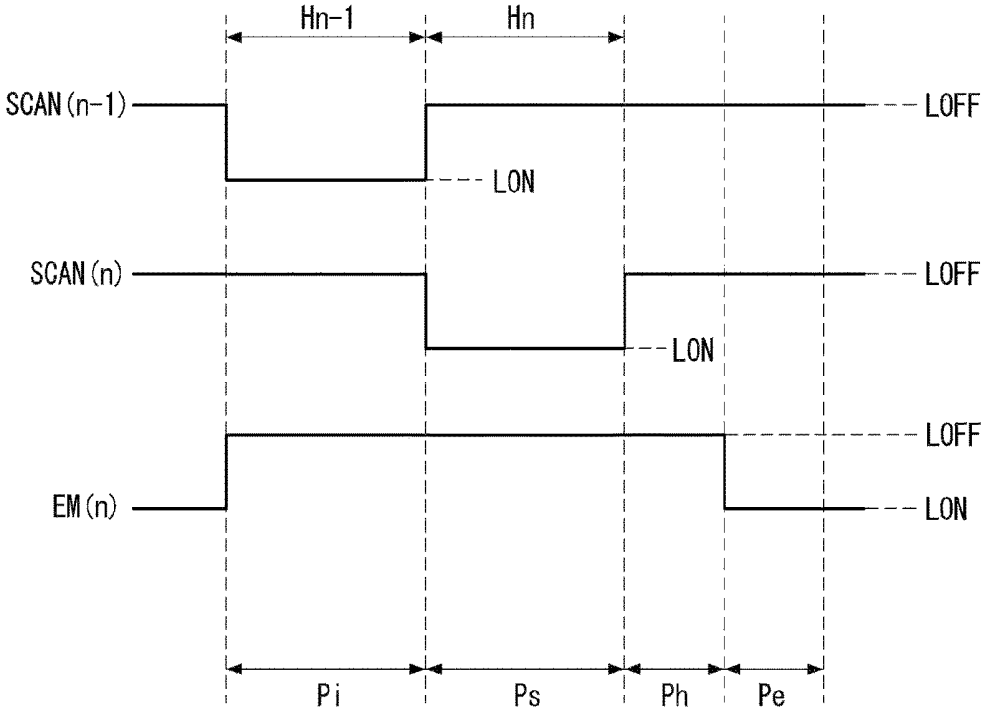 Hn-1
Hn
SCAN(n-1)
LOFF
LON
SCAN(n)
LOFF
LON
LOFF
EM(n)
LON
Pi
Ps
Ph
Pe